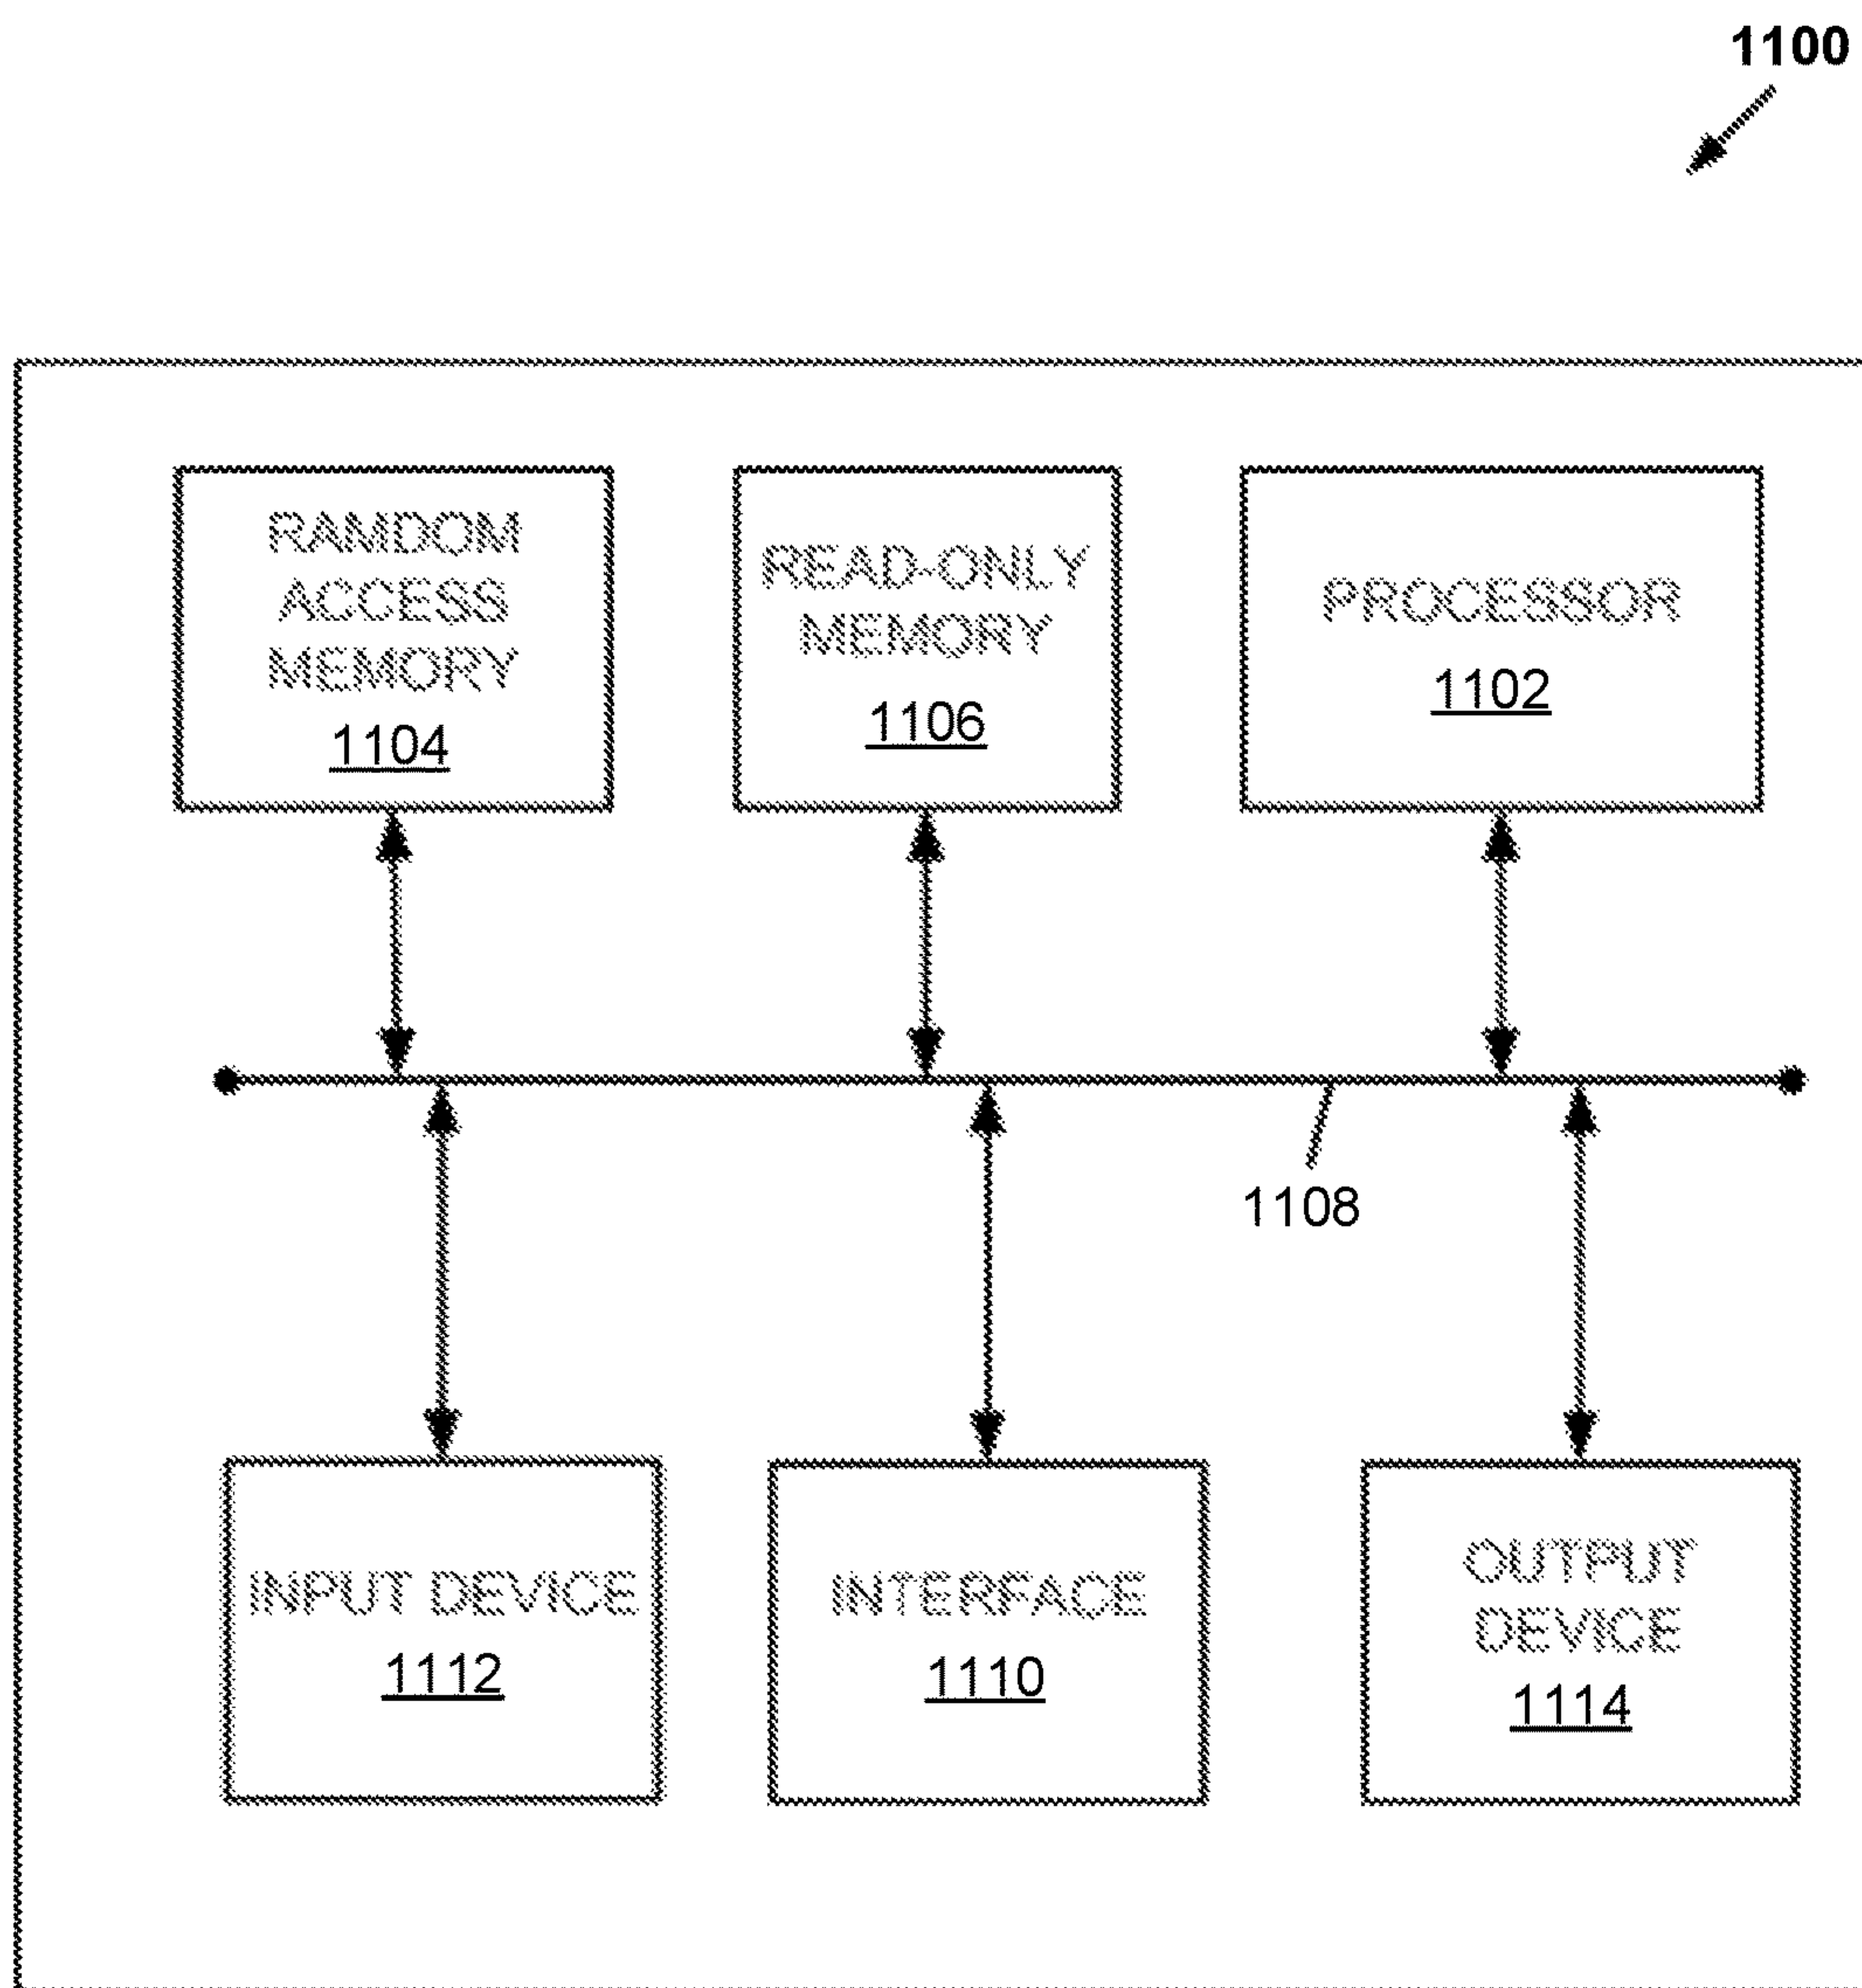 1100
RAMDOM
ACCESS
MEMORY
1104
READ-ONLY
MEMORY
1106
PROCESSOR
1102
1108
INPUT DEVICE
1112
INTERFACE
1110
OUTPUT
DEVICE
1114